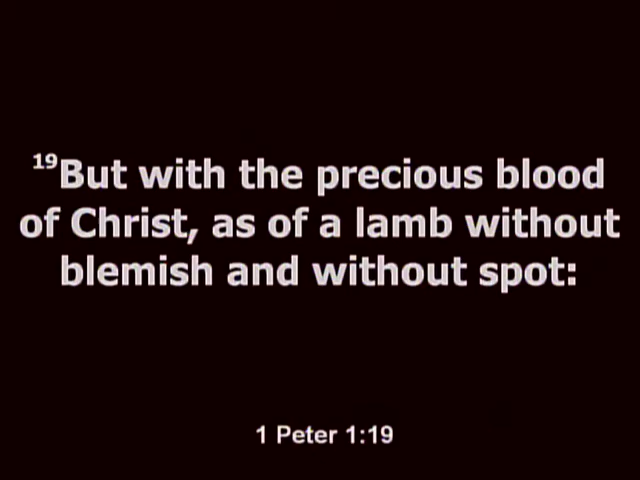 19But with the precious blood
of Christ, as of a lamb without
blemish and without spot:
1 Peter 1:19